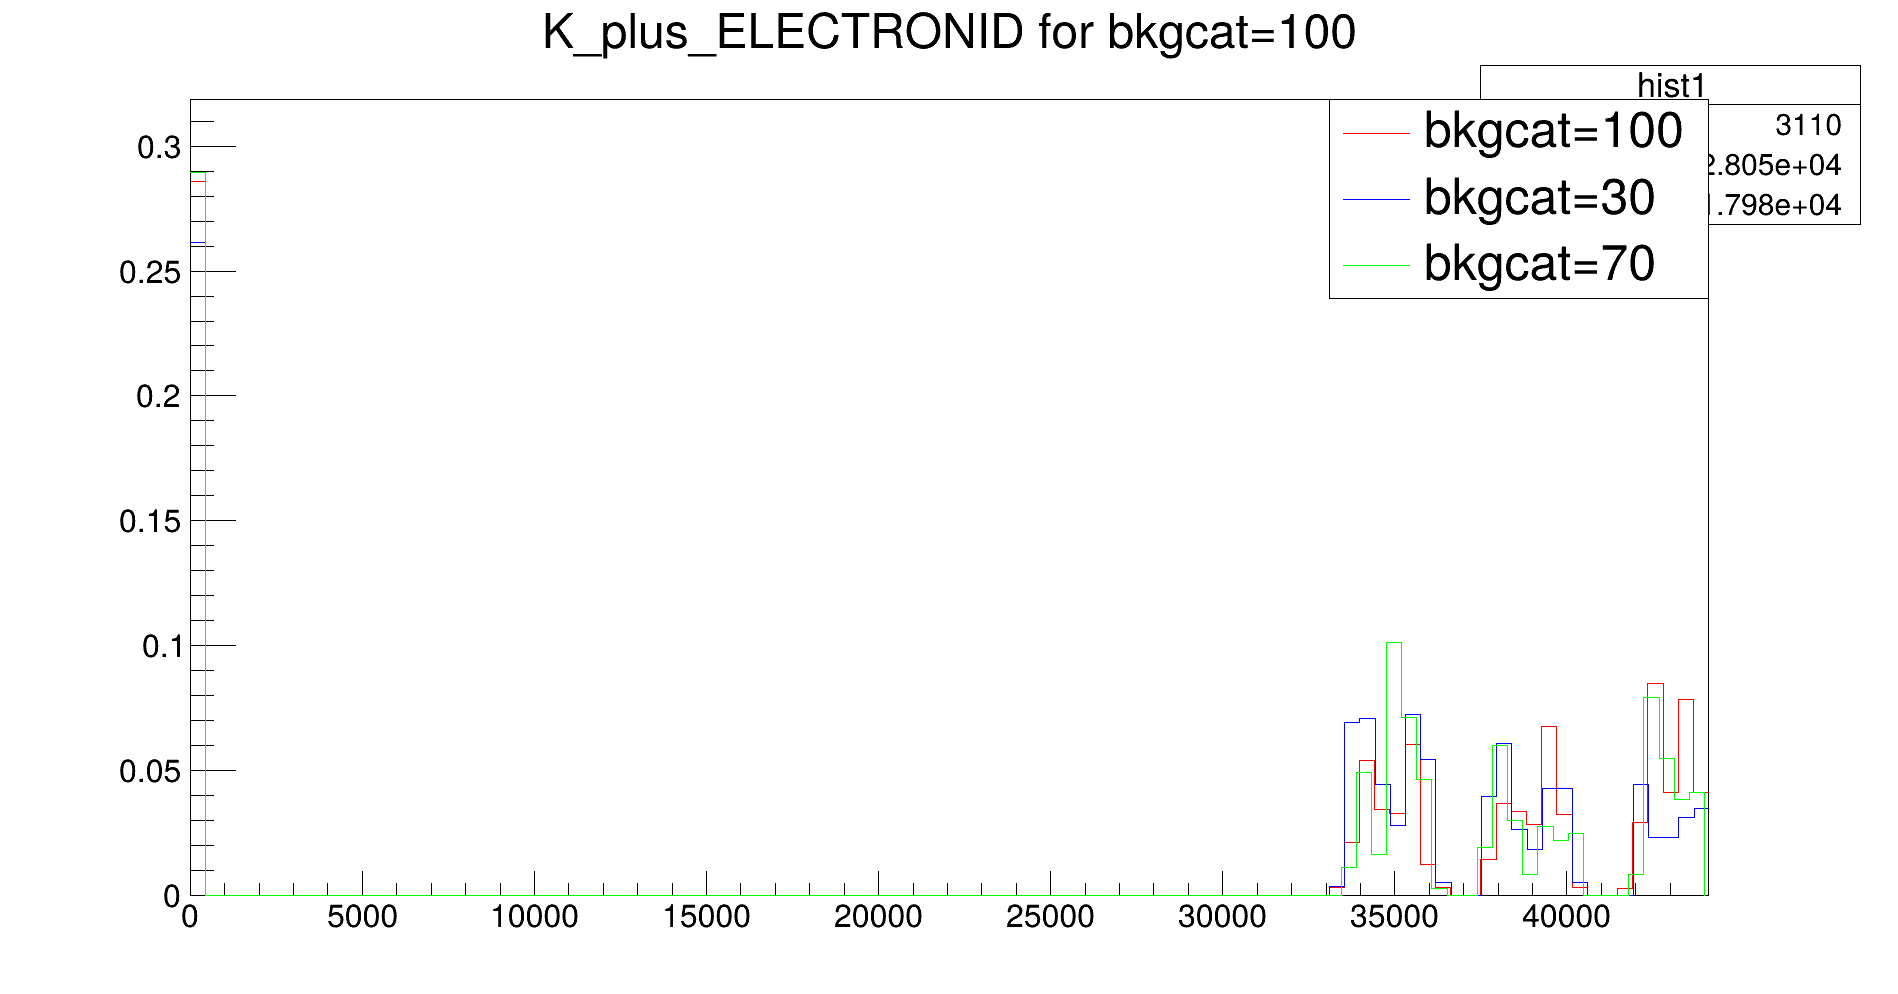 K_plus_ELECTRONID for bkgcat=100
hist1
3110
2.805e+04
1.798e+04
bkgcat=100
bkgcat=30
bkgcat=70
0.3
0.25
0.2
0.15
0.1
0.05
0
0 5000 10000 15000 20000 25000 30000 35000 40000